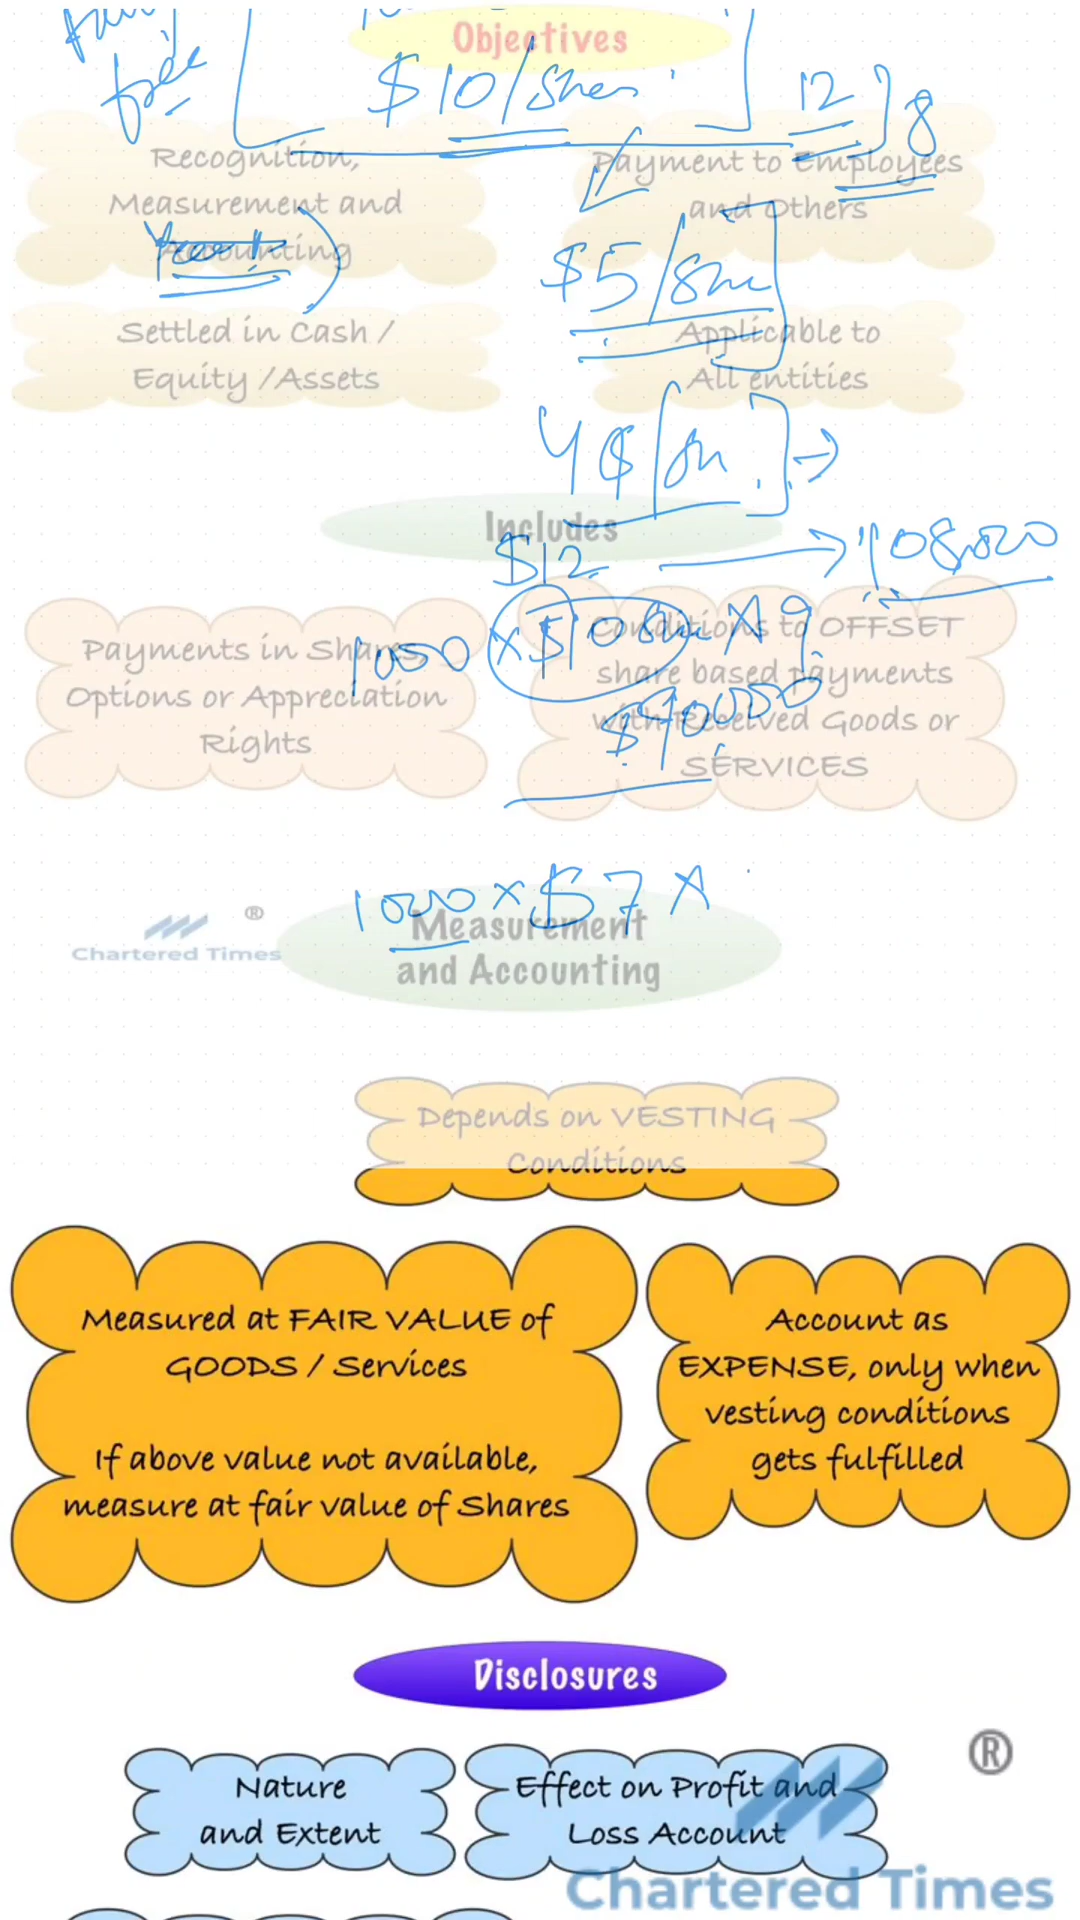 Objectives
$10/
12
8
Recognition,
Measurement and
Accounting
Payment to Employees
and Others
$5/
Settled in Cash /
Equity /Assets
Applicable to
All entities
Includes
$12
108,000
Payments in Shares,
Options or Appreciation
Rights
Conditions to OFFSET
share based payments
with Received Goods or
SERVICES
1000 x $10 x 9
$90000
1000 x $7 x
®
Chartered Times
Measurement
and Accounting
Depends on VESTING
Conditions
Measured at FAIR VALUE of
GOODS / Services
If above value not available,
measure at fair value of Shares
Account as
EXPENSE, only when
vesting conditions
gets fulfilled
Disclosures
Nature
and Extent
Effect on Profit and
Loss Account
®
Chartered Times